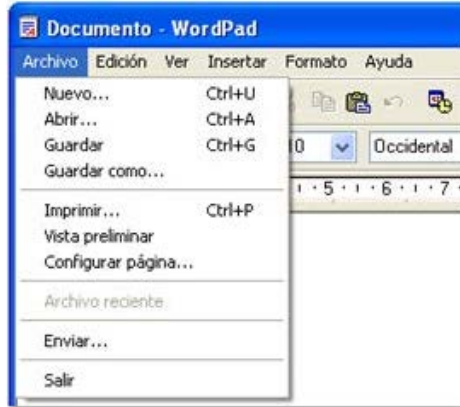 Documento - WordPad
Archivo Edición Ver Insertar Formato Ayuda
Nuevo... Ctrl+U
Abrir... Ctrl+A
Guardar Ctrl+G
10 Occidental
Guardar como...
· 5 · 6 · 7 ·
Imprimir... Ctrl+P
Vista preliminar
Configurar página...
Archivo reciente
Enviar...
Salir